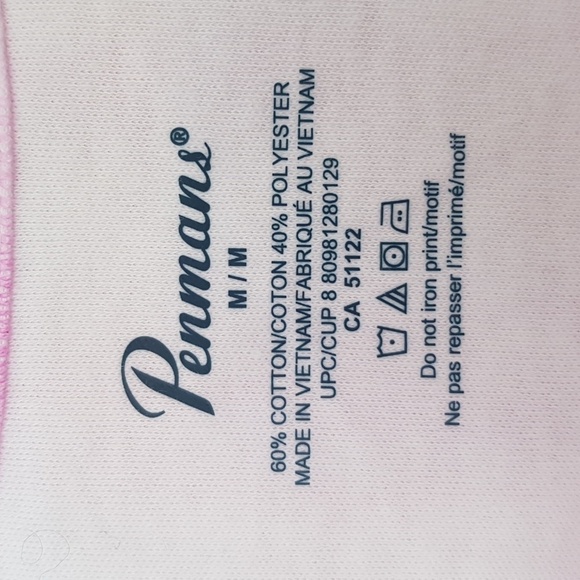 Penmans®
M / M
60% COTTON/COTON 40% POLYESTER
MADE IN VIETNAM/FABRIQUÉ AU VIETNAM
UPC/CUP 8 80981280129
CA 51122
Do not iron print/motif
Ne pas repasser l'imprimé/motif